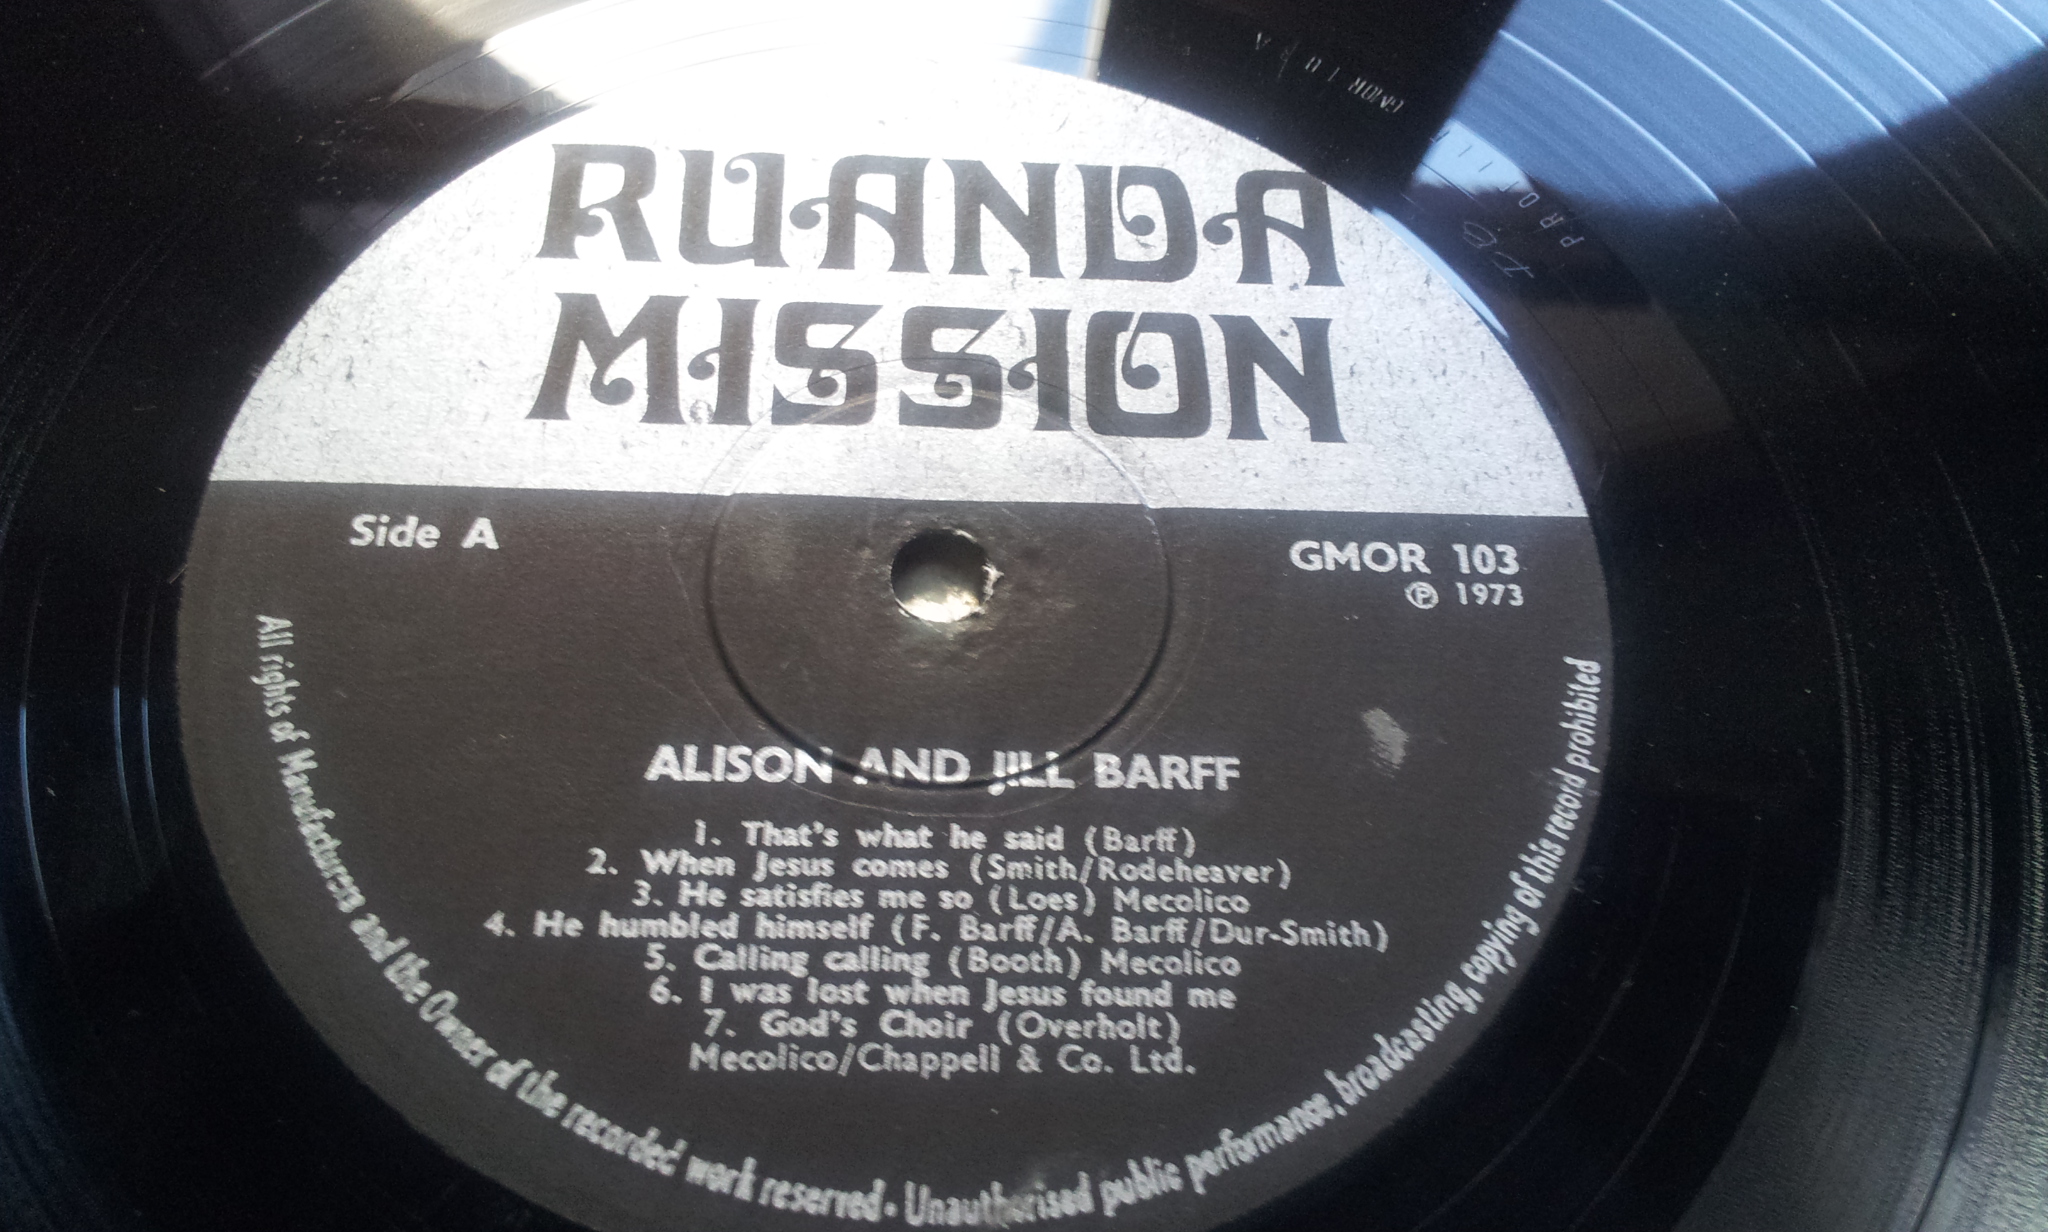 RUANDA
MISSION
Side A
GMOR 103
Ⓟ 1973
ALISON AND JILL BARFF
1. That's what he said (Barff)
2. When Jesus comes (Smith/Rodeheaver)
3. He satisfies me so (Loes) Mecolico
4. He humbled himself (F. Barff/A. Barff/Dur-Smith)
5. Calling calling (Booth) Mecolico
6. I was lost when Jesus found me
7. God's Choir (Overholt)
Mecolico/Chappell & Co. Ltd.
All rights of Manufacturers and the Owner of the recorded work reserved. Unauthorised public performance, broadcasting, copying of this record prohibited